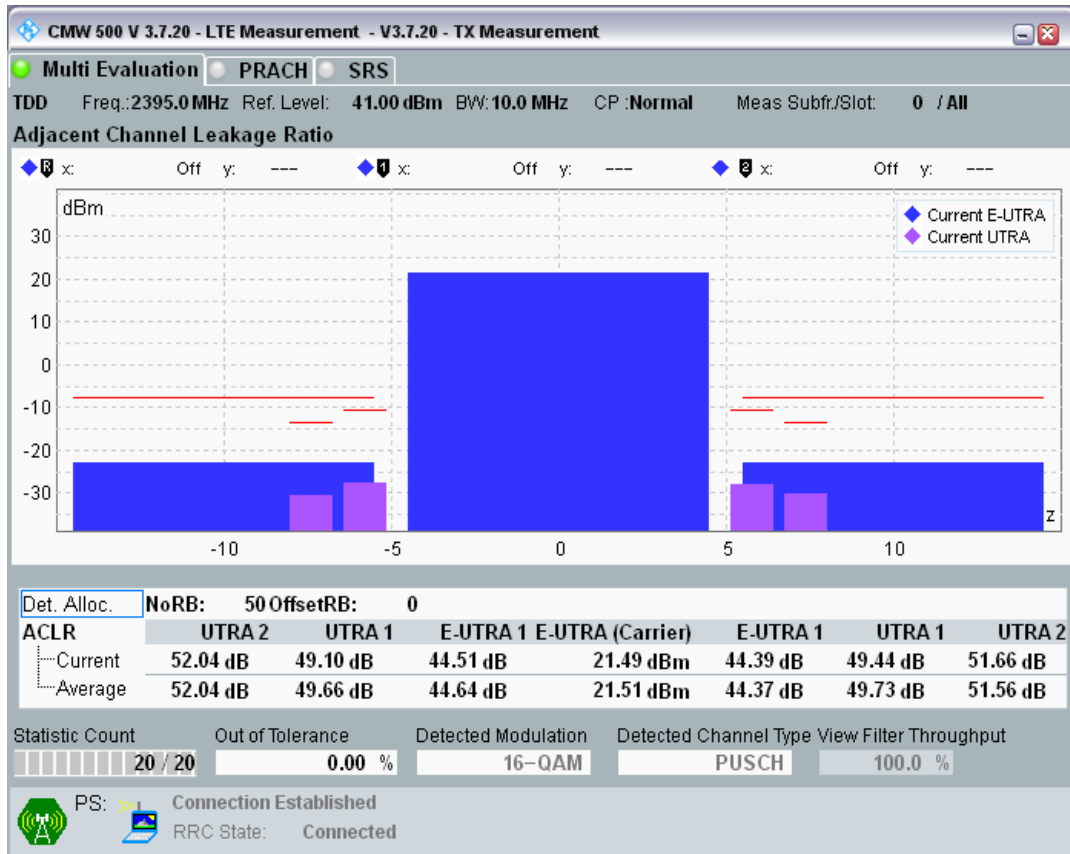 CMW 500 V 3.7.20 - LTE Measurement - V3.7.20 - TX Measurement
Multi Evaluation PRACH SRS
TDD Freq.:2395.0 MHz Ref. Level: 41.00 dBm BW: 10.0 MHz CP :Normal Meas Subfr./Slot: 0 / All
Adjacent Channel Leakage Ratio
R x: Off y: --- 1 x: Off y: --- 2 x: Off y: ---
dBm
Current E-UTRA
Current UTRA
30
20
10
0
-10
-20
-30
z
-10 -5 0 5 10
Det. Alloc. NoRB: 50 OffsetRB: 0
ACLR UTRA 2 UTRA 1 E-UTRA 1 E-UTRA (Carrier) E-UTRA 1 UTRA 1 UTRA 2
Current 52.04 dB 49.10 dB 44.51 dB 21.49 dBm 44.39 dB 49.44 dB 51.66 dB
Average 52.04 dB 49.66 dB 44.64 dB 21.51 dBm 44.37 dB 49.73 dB 51.56 dB
Statistic Count Out of Tolerance Detected Modulation Detected Channel Type View Filter Throughput
20 / 20 0.00 % 16-QAM PUSCH 100.0 %
PS: Connection Established
RRC State: Connected